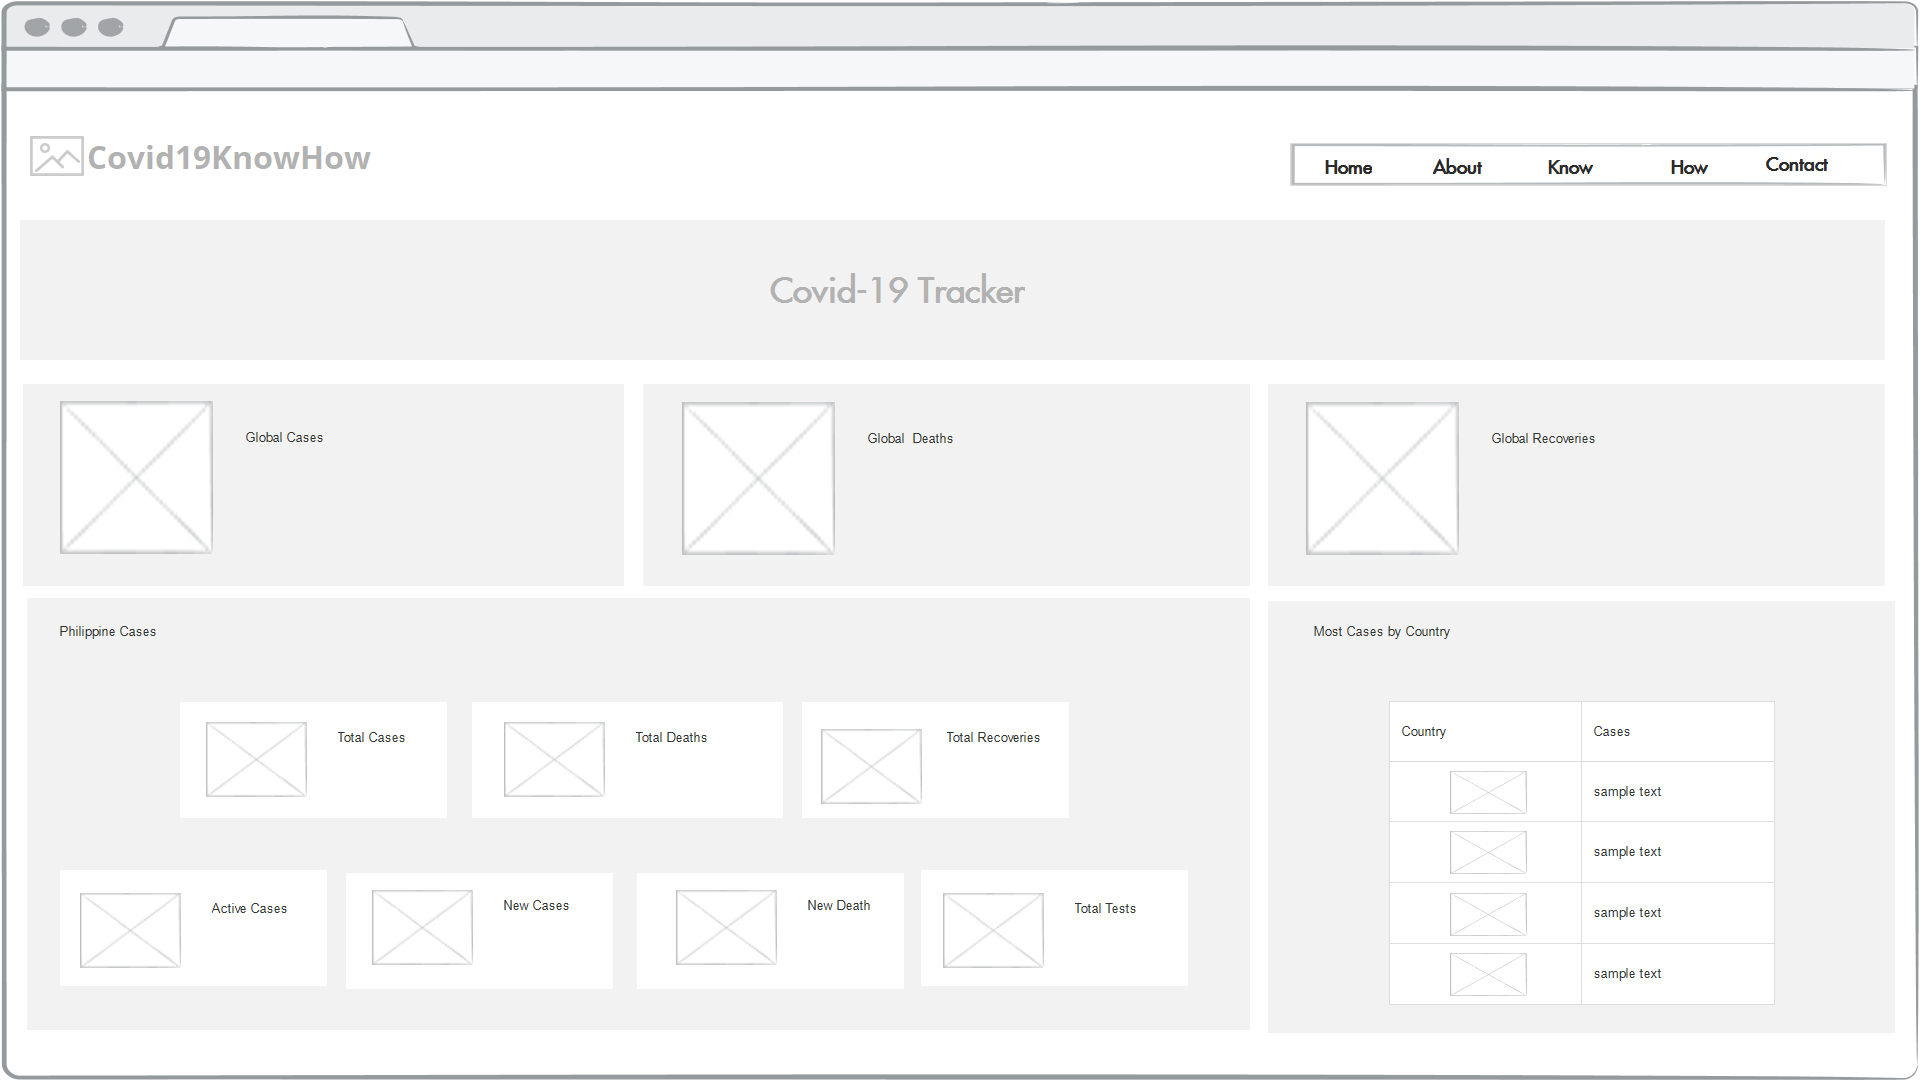 Covid19KnowHow
Home About Know How Contact
Covid-19 Tracker
Global Cases
Global Deaths
Global Recoveries
Philippine Cases
Total Cases
Total Deaths
Total Recoveries
Active Cases
New Cases
New Death
Total Tests
Most Cases by Country
Country Cases
sample text
sample text
sample text
sample text